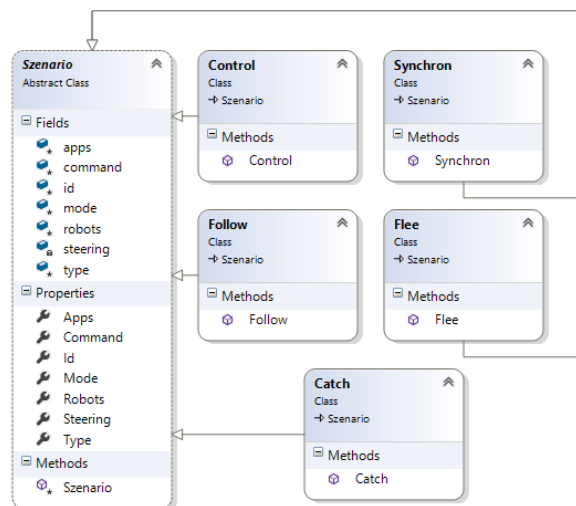 Szenario
Abstract Class
Fields
apps
command
id
mode
robots
steering
type
Properties
Apps
Command
Id
Mode
Robots
Steering
Type
Methods
Szenario
Control
Class
Szenario
Methods
Control
Synchron
Class
Szenario
Methods
Synchron
Follow
Class
Szenario
Methods
Follow
Flee
Class
Szenario
Methods
Flee
Catch
Class
Szenario
Methods
Catch